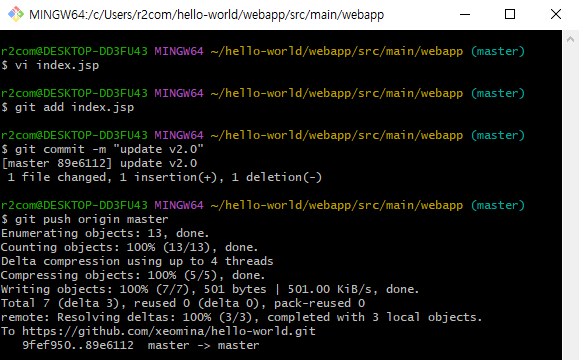 MINGW64:/c/Users/r2com/hello-world/webapp/src/main/webapp
r2com@DESKTOP-DD3FU43 MINGW64 ~/hello-world/webapp/src/main/webapp (master)
$ vi index.jsp
r2com@DESKTOP-DD3FU43 MINGW64 ~/hello-world/webapp/src/main/webapp (master)
$ git add index.jsp
r2com@DESKTOP-DD3FU43 MINGW64 ~/hello-world/webapp/src/main/webapp (master)
$ git commit -m "update v2.0"
[master 89e6112] update v2.0
 1 file changed, 1 insertion(+), 1 deletion(-)
r2com@DESKTOP-DD3FU43 MINGW64 ~/hello-world/webapp/src/main/webapp (master)
$ git push origin master
Enumerating objects: 13, done.
Counting objects: 100% (13/13), done.
Delta compression using up to 4 threads
Compressing objects: 100% (5/5), done.
Writing objects: 100% (7/7), 501 bytes | 501.00 KiB/s, done.
Total 7 (delta 3), reused 0 (delta 0), pack-reused 0
remote: Resolving deltas: 100% (3/3), completed with 3 local objects.
To https://github.com/xeomina/hello-world.git
   9fef950..89e6112  master -> master